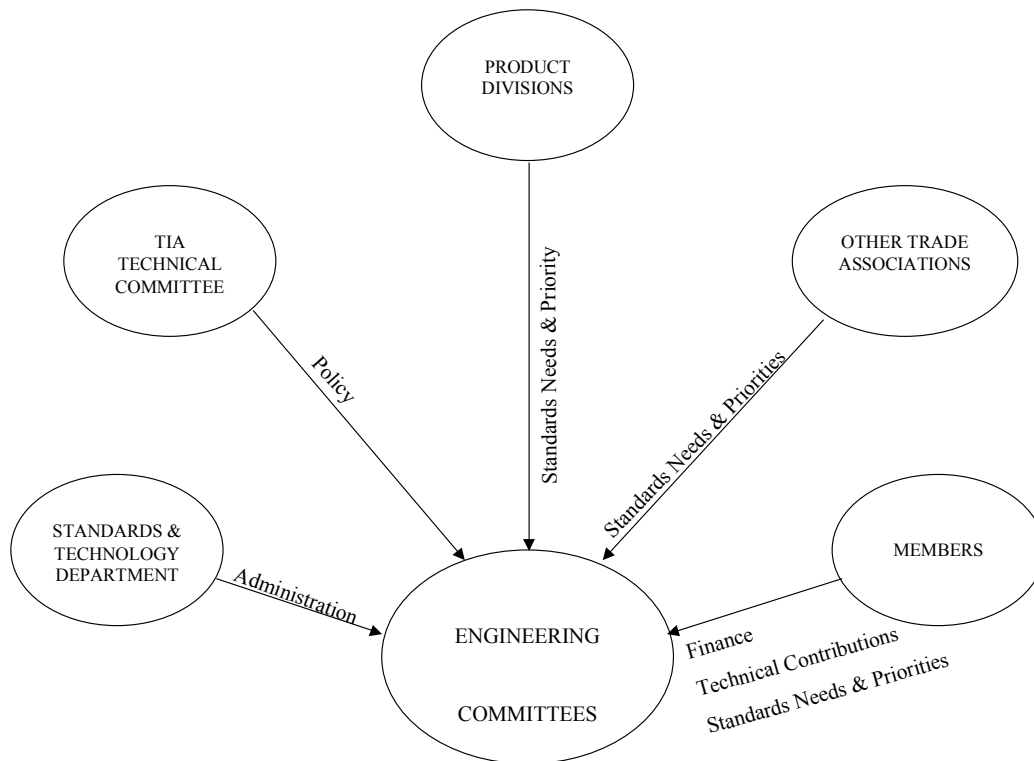 PRODUCT
DIVISIONS
TIA
TECHNICAL
COMMITTEE
OTHER TRADE
ASSOCIATIONS
Policy
Standards Needs & Priority
Standards Needs & Priorities
STANDARDS &
TECHNOLOGY
DEPARTMENT
Administration
MEMBERS
ENGINEERING
COMMITTEES
Finance
Technical Contributions
Standards Needs & Priorities